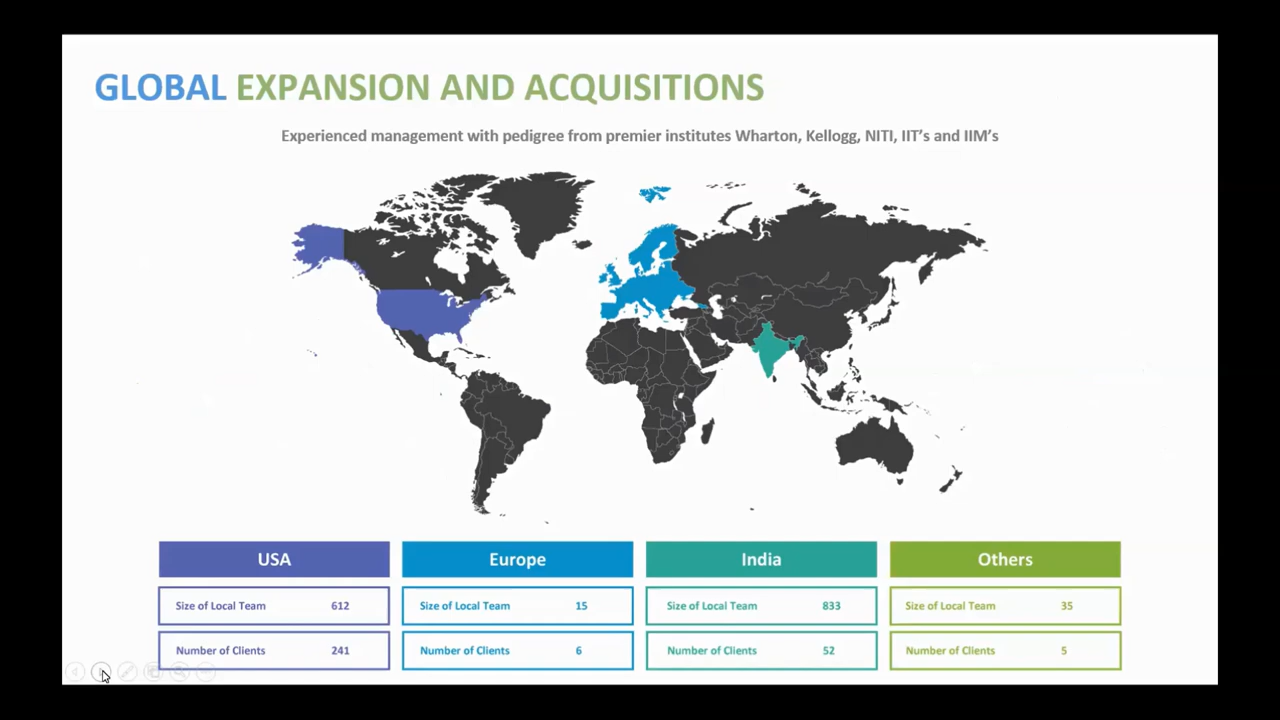 GLOBAL EXPANSION AND ACQUISITIONS
Experienced management with pedigree from premier institutes Wharton, Kellogg, NITI, IIT's and IIM's
USA
Size of Local Team 612
Number of Clients 241
Europe
Size of Local Team 15
Number of Clients 6
India
Size of Local Team 833
Number of Clients 52
Others
Size of Local Team 35
Number of Clients 5